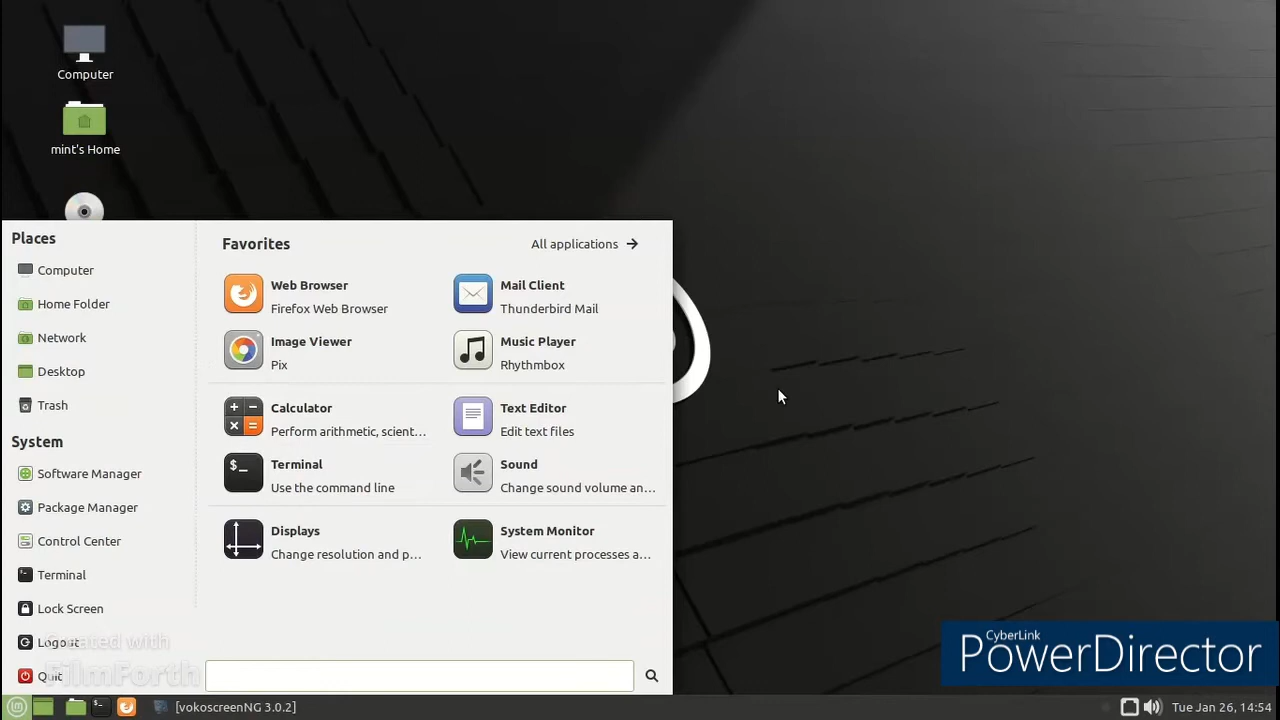 Computer
mint's Home
Places
Computer
Home Folder
Network
Desktop
Trash
System
Software Manager
Package Manager
Control Center
Terminal
Lock Screen
Logout
Quit
Favorites
All applications
Web Browser
Firefox Web Browser
Mail Client
Thunderbird Mail
Image Viewer
Pix
Music Player
Rhythmbox
Calculator
Perform arithmetic, scient...
Text Editor
Edit text files
Terminal
Use the command line
Sound
Change sound volume an...
Displays
Change resolution and p...
System Monitor
View current processes a...
Created with
FilmForth
CyberLink
PowerDirector
[vokoscreenNG 3.0.2]
Tue Jan 26, 14:54